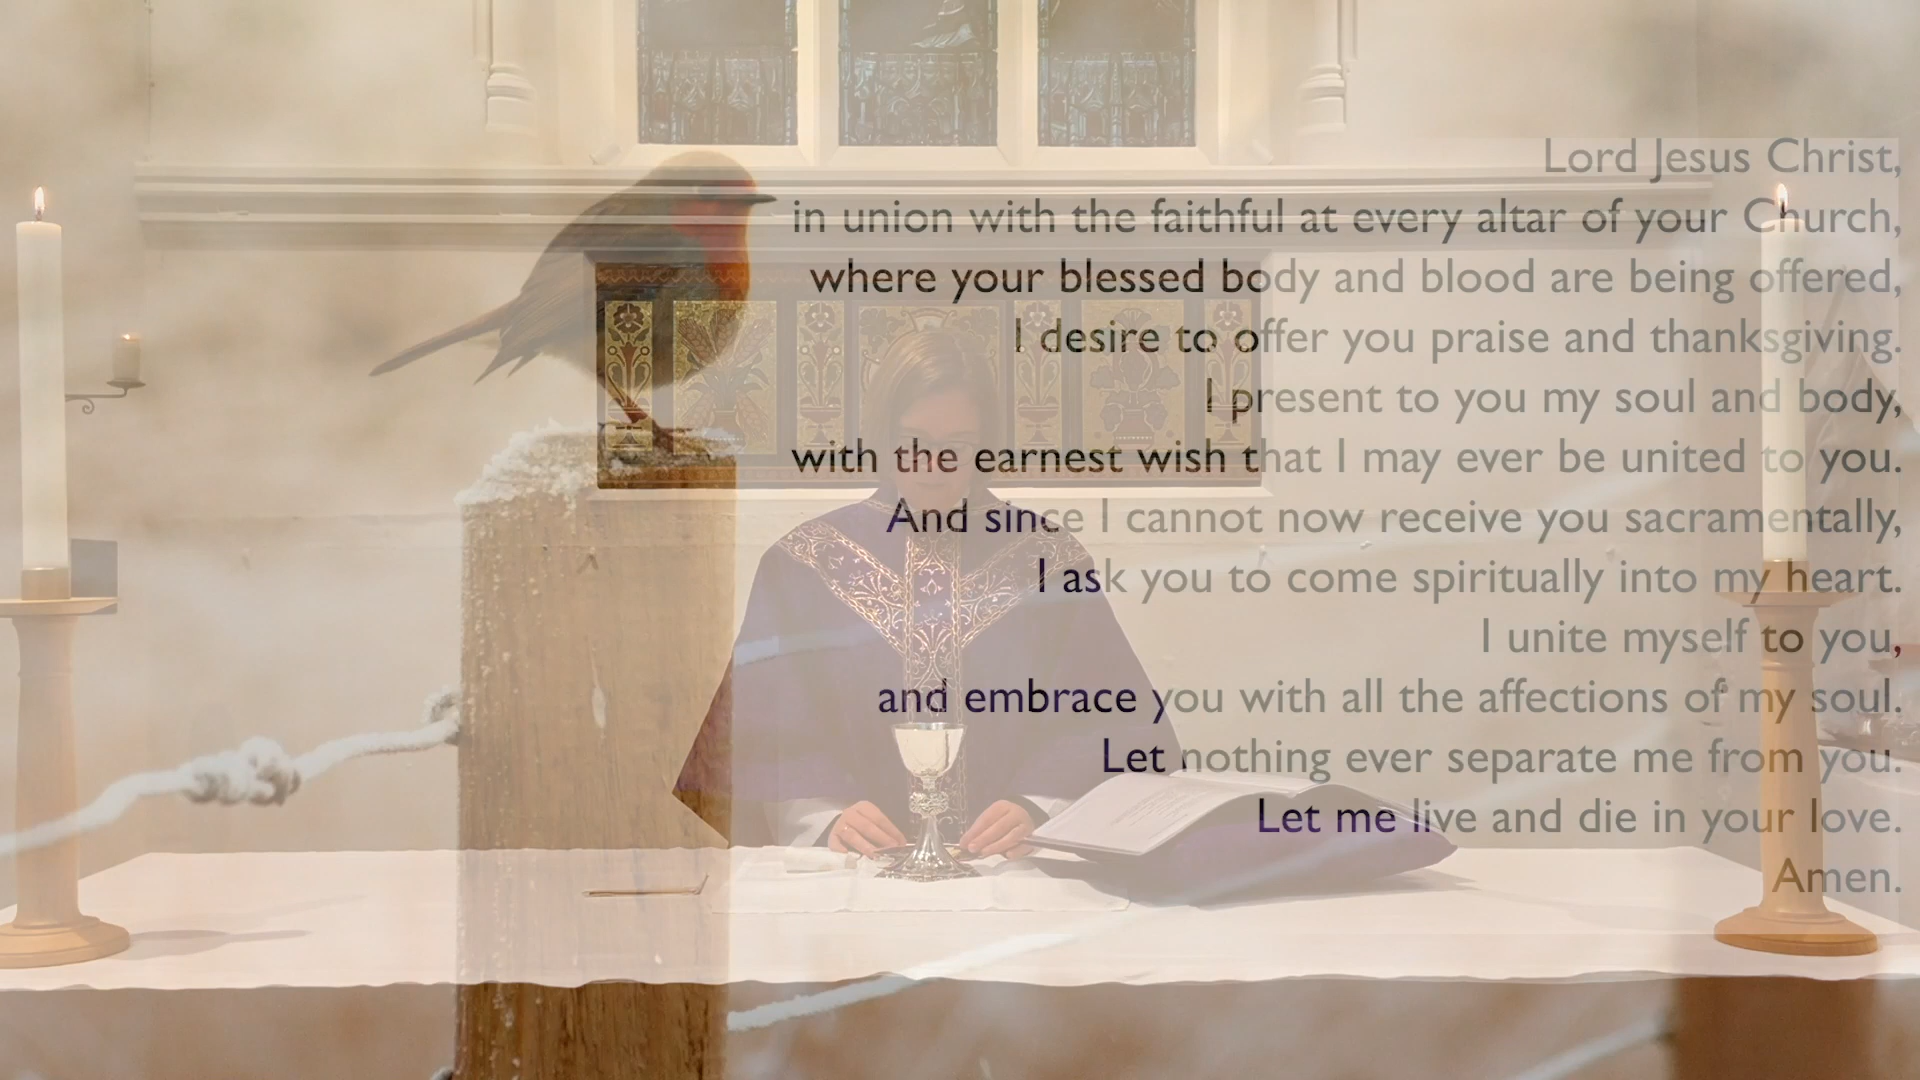 Lord Jesus Christ,
in union with the faithful at every altar of your Church,
where your blessed body and blood are being offered,
I desire to offer you praise and thanksgiving.
I present to you my soul and body,
with the earnest wish that I may ever be united to you.
And since I cannot now receive you sacramentally,
I ask you to come spiritually into my heart.
I unite myself to you,
and embrace you with all the affections of my soul.
Let nothing ever separate me from you.
Let me live and die in your love.
Amen.